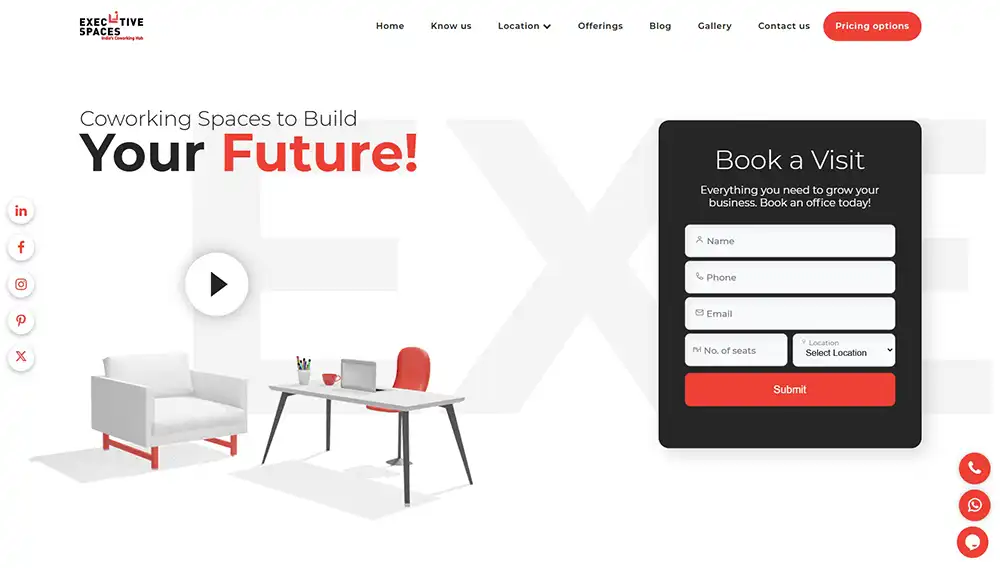 EXECUTIVE
SPACES
India's Coworking Hub
Home
Know us
Location
Offerings
Blog
Gallery
Contact us
Pricing options
Coworking Spaces to Build
Your Future!
EXE
Book a Visit
Everything you need to grow your
business. Book an office today!
Name
Phone
Email
No. of seats
Location
Select Location
Submit